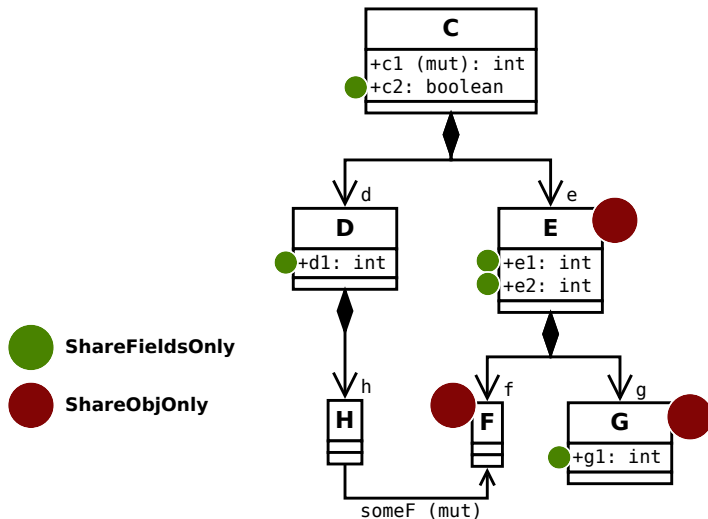 C
+c1 (mut): int
+c2: boolean
d
e
D
E
+d1: int
+e1: int
+e2: int
ShareFieldsOnly
ShareObjOnly
h
f
g
H
F
G
+g1: int
someF (mut)